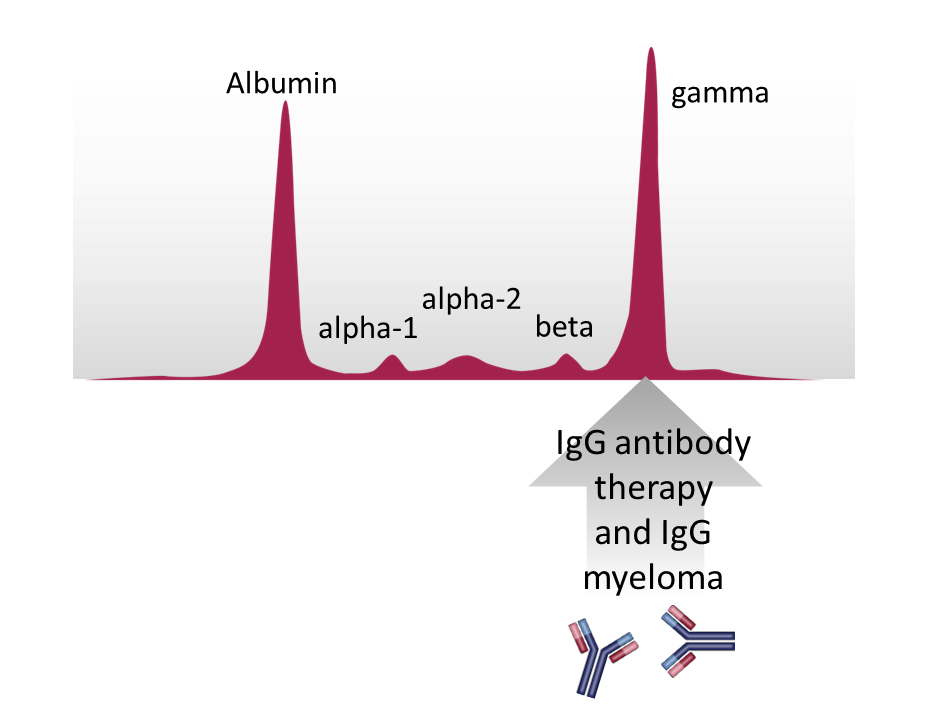 Albumin
gamma
alpha-2
alpha-1
beta
IgG antibody
therapy
and IgG
myeloma